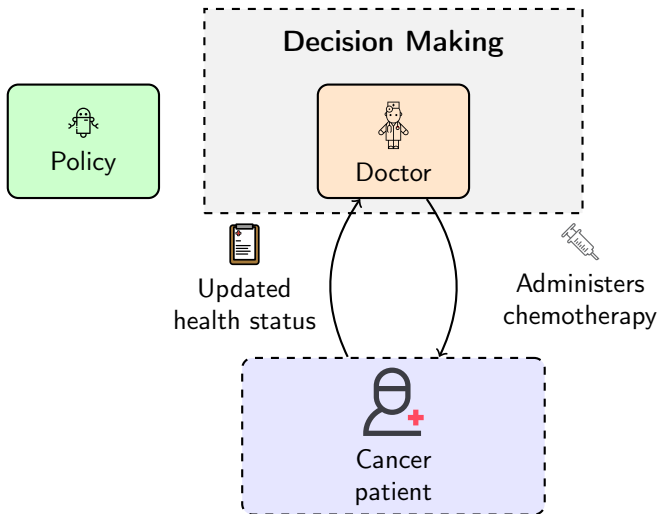 Decision Making
Policy
Doctor
Updated
health status
Administers
chemotherapy
Cancer
patient